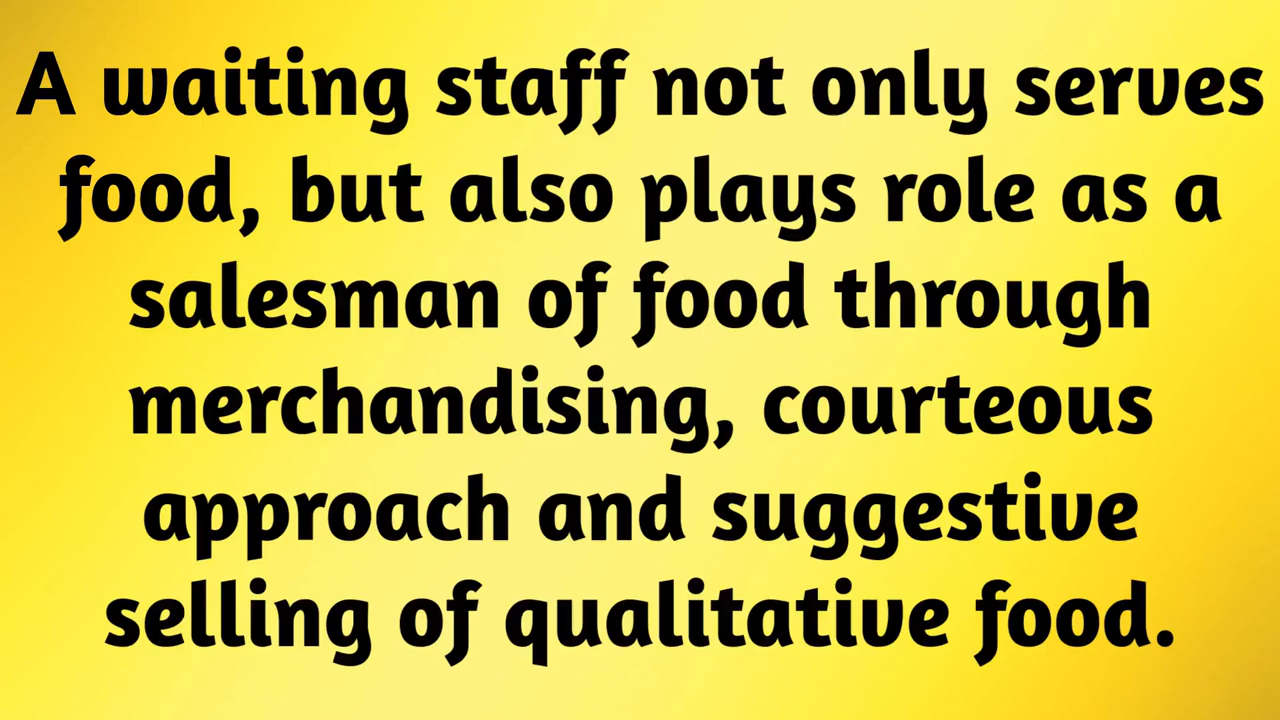 A waiting staff not only serves
food, but also plays role as a
salesman of food through
merchandising, courteous
approach and suggestive
selling of qualitative food.